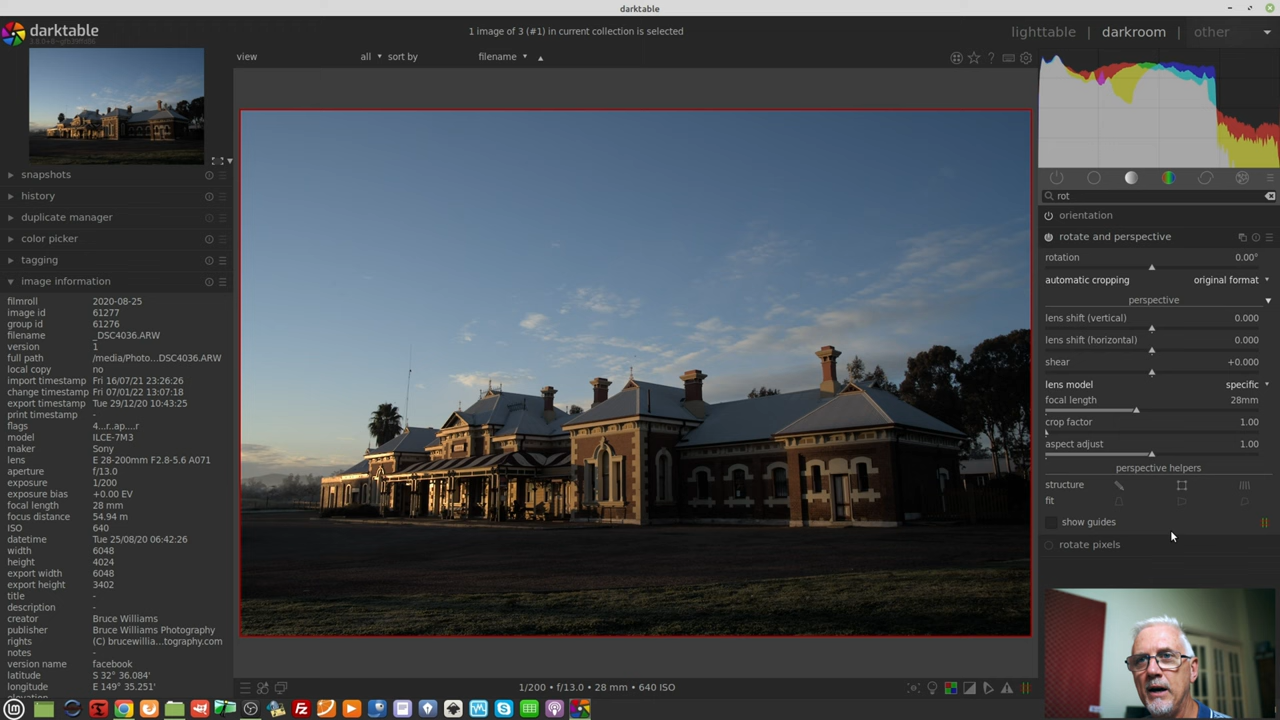 darktable
darktable
1 image of 3 (#1) in current collection is selected
lighttable | darkroom | other
view all sort by filename
snapshots
history
duplicate manager
color picker
tagging
image information
filmroll 2020-08-25
image id 61277
group id 61276
filename _DSC4036.ARW
version 1
full path /media/Photo...DSC4036.ARW
local copy no
import timestamp Fri 16/07/21 23:26:26
change timestamp Fri 07/01/22 13:07:18
export timestamp Tue 29/12/20 10:43:25
print timestamp -
flags 4...r..ap....r
model ILCE-7M3
maker Sony
lens E 28-200mm F2.8-5.6 A071
aperture f/13.0
exposure 1/200
exposure bias +0.00 EV
focal length 28 mm
focus distance 54.94 m
ISO 640
datetime Tue 25/08/20 06:42:26
width 6048
height 4024
export width 6048
export height 3402
title -
description -
creator Bruce Williams
publisher Bruce Williams Photography
rights (C) brucewillia...tography.com
notes -
version name facebook
latitude S 32° 36.084'
longitude E 149° 35.251'
1/200 • f/13.0 • 28 mm • 640 ISO
rot
orientation
rotate and perspective
rotation 0.00°
automatic cropping original format
perspective
lens shift (vertical) 0.000
lens shift (horizontal) 0.000
shear +0.000
lens model specific
focal length 28mm
crop factor 1.00
aspect adjust 1.00
perspective helpers
structure
fit
show guides
rotate pixels